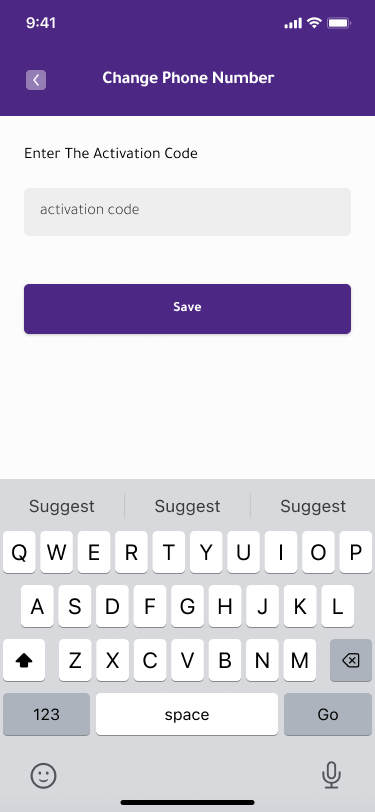 9:41
Change Phone Number
Enter The Activation Code
activation code
Save
Suggest Suggest Suggest
Q W E R T Y U I O P
A S D F G H J K L
Z X C V B N M
123 space Go